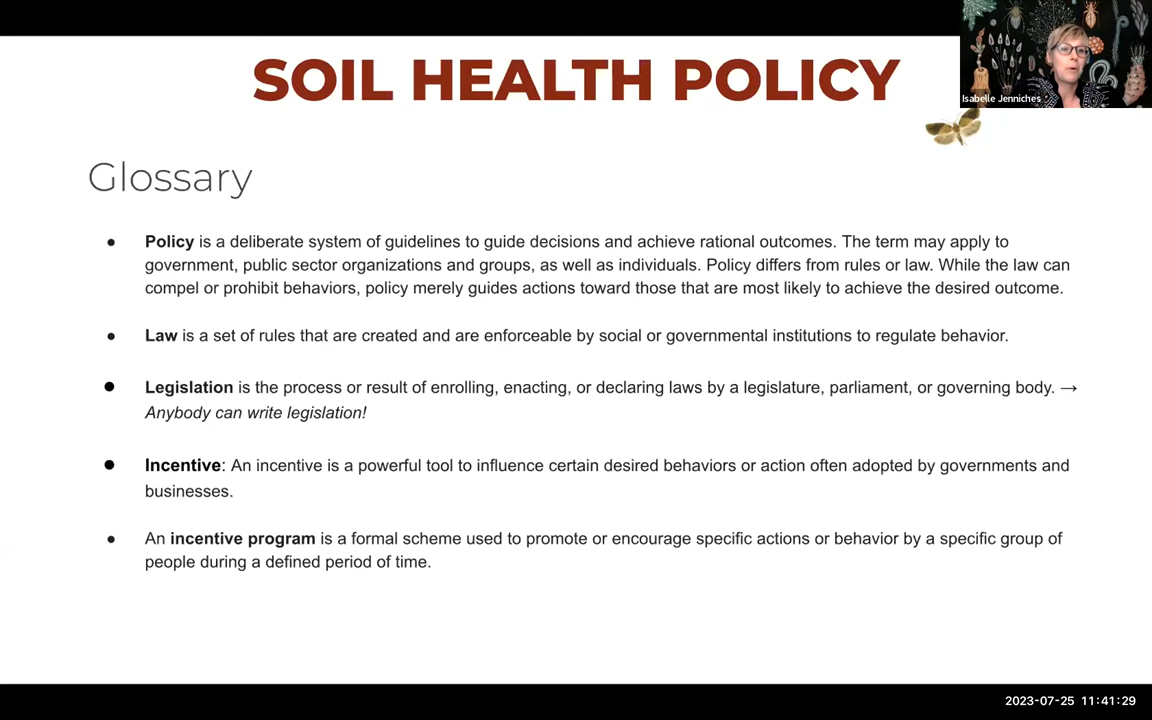 SOIL HEALTH POLICY
Isabelle Jenniches
Glossary
● Policy is a deliberate system of guidelines to guide decisions and achieve rational outcomes. The term may apply to
government, public sector organizations and groups, as well as individuals. Policy differs from rules or law. While the law can
compel or prohibit behaviors, policy merely guides actions toward those that are most likely to achieve the desired outcome.
● Law is a set of rules that are created and are enforceable by social or governmental institutions to regulate behavior.
● Legislation is the process or result of enrolling, enacting, or declaring laws by a legislature, parliament, or governing body. →
Anybody can write legislation!
● Incentive: An incentive is a powerful tool to influence certain desired behaviors or action often adopted by governments and
businesses.
● An incentive program is a formal scheme used to promote or encourage specific actions or behavior by a specific group of
people during a defined period of time.
2023-07-25 11:41:29